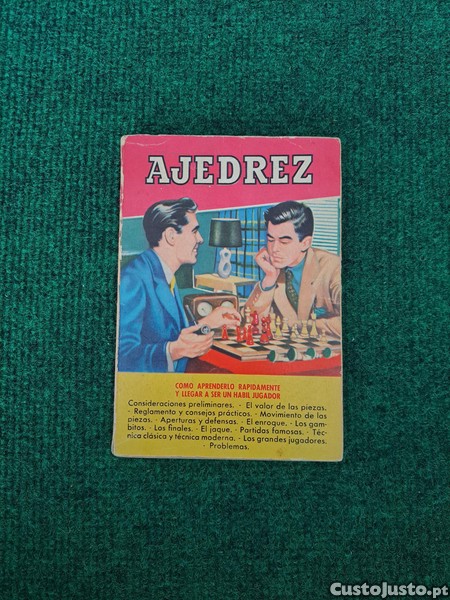 AJEDREZ
COMO APRENDERLO RAPIDAMENTE
Y LLEGAR A SER UN HABIL JUGADOR
Consideraciones preliminares. - El valor de las piezas.
- Reglamento y consejos prácticos. - Movimiento de las
piezas. - Aperturas y defensas. - El enroque. - Los gam-
bitos. - Los finales. - El jaque. - Partidas famosas. - Téc-
nica clásica y técnica moderna. - Los grandes jugadores.
- Problemas.
CustoJusto.pt